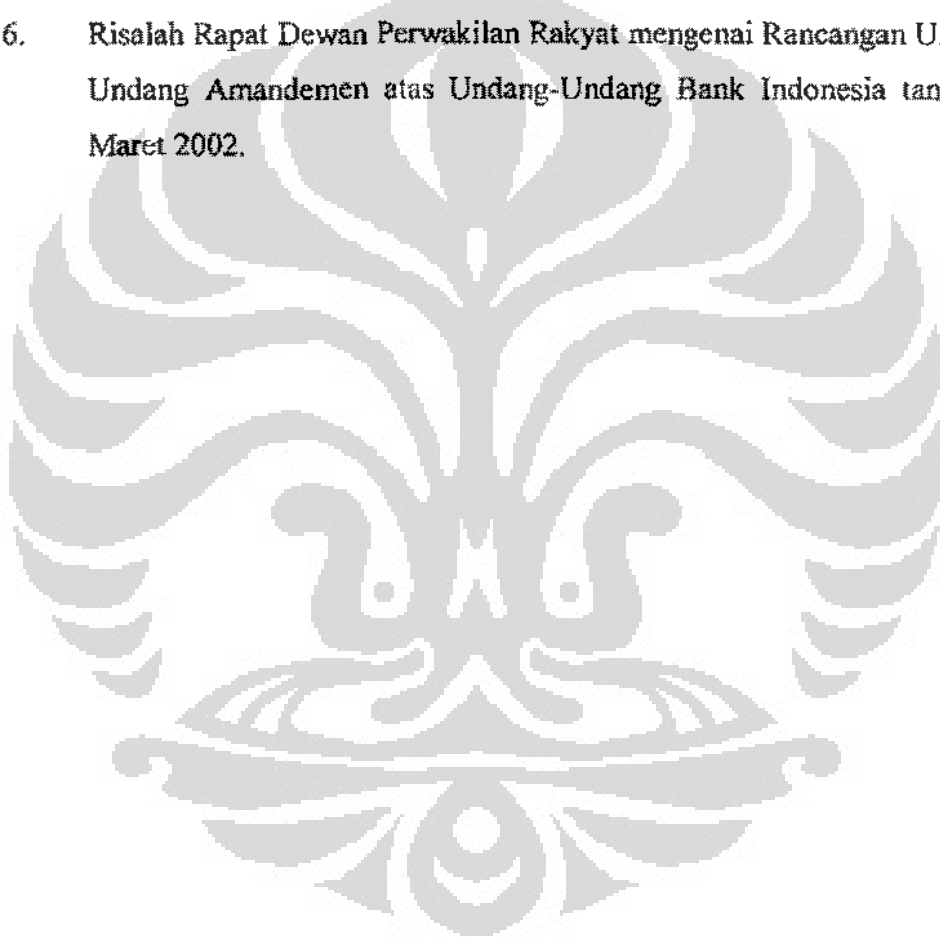 6. Risalah Rapat Dewan Perwakilan Rakyat mengenai Rancangan U
Undang Amandemen atas Undang-Undang Bank Indonesia tan
Maret 2002.